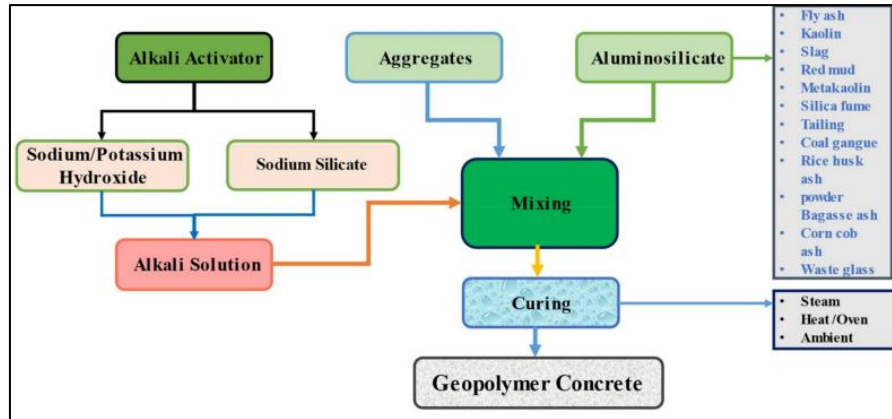 Alkali Activator
Aggregates
Aluminosilicate
• Fly ash
• Kaolin
• Slag
• Red mud
• Metakaolin
• Silica fume
• Tailing
• Coal gangue
• Rice husk
ash
• powder
Bagasse ash
• Corn cob
ash
• Waste glass
Sodium/Potassium
Hydroxide
Sodium Silicate
Mixing
Alkali Solution
Curing
• Steam
• Heat /Oven
• Ambient
Geopolymer Concrete